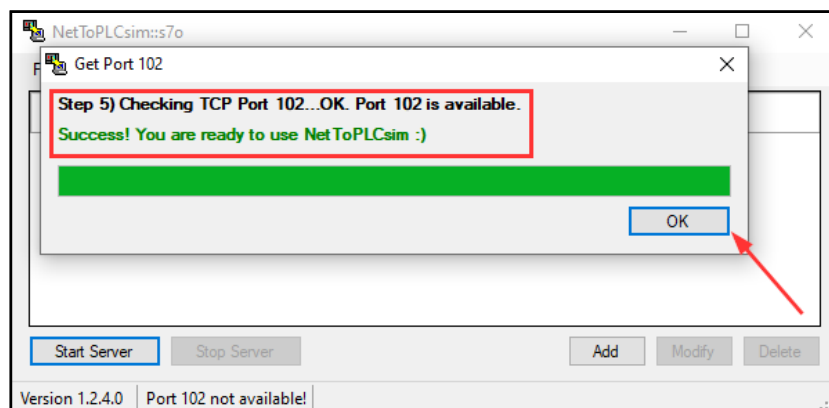 NetToPLCsim::s7o
Get Port 102
Step 5) Checking TCP Port 102...OK. Port 102 is available.
Success! You are ready to use NetToPLCsim :)
OK
Start Server
Stop Server
Add
Modify
Delete
Version 1.2.4.0
Port 102 not available!